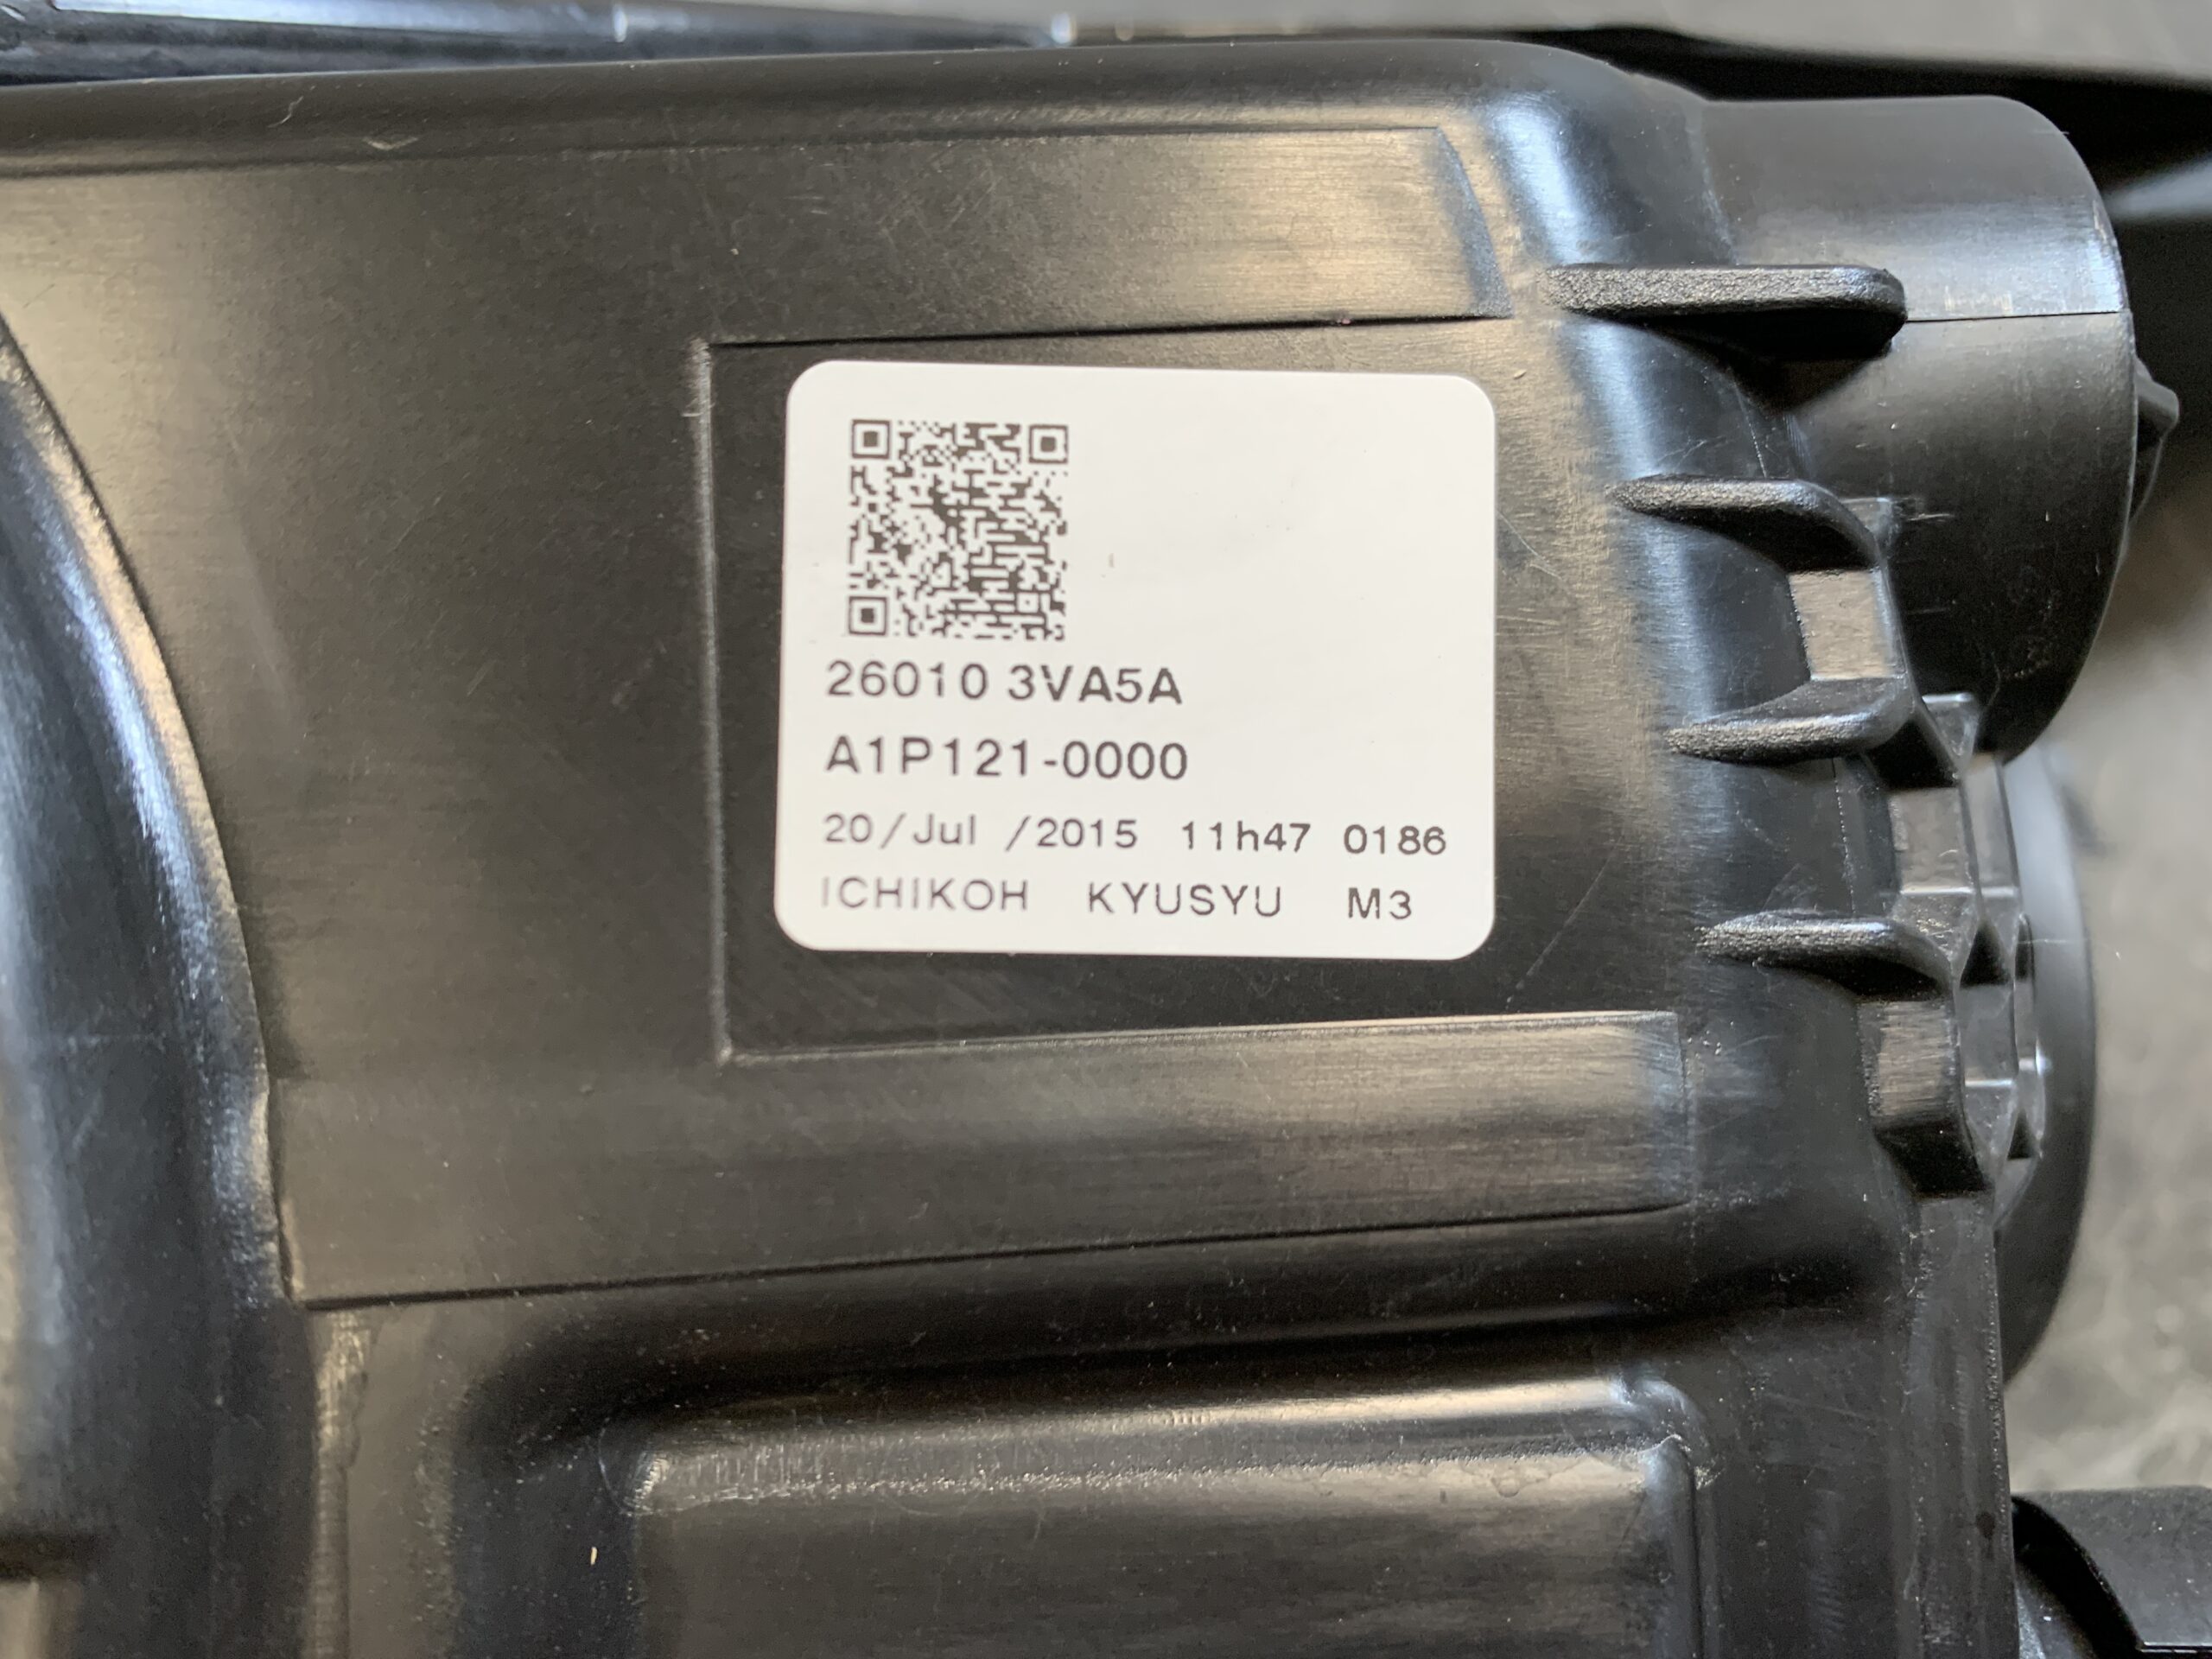 26010 3VA5A
A1P121-0000
20/Jul /2015 11h47 0186
ICHIKOH KYUSYU M3